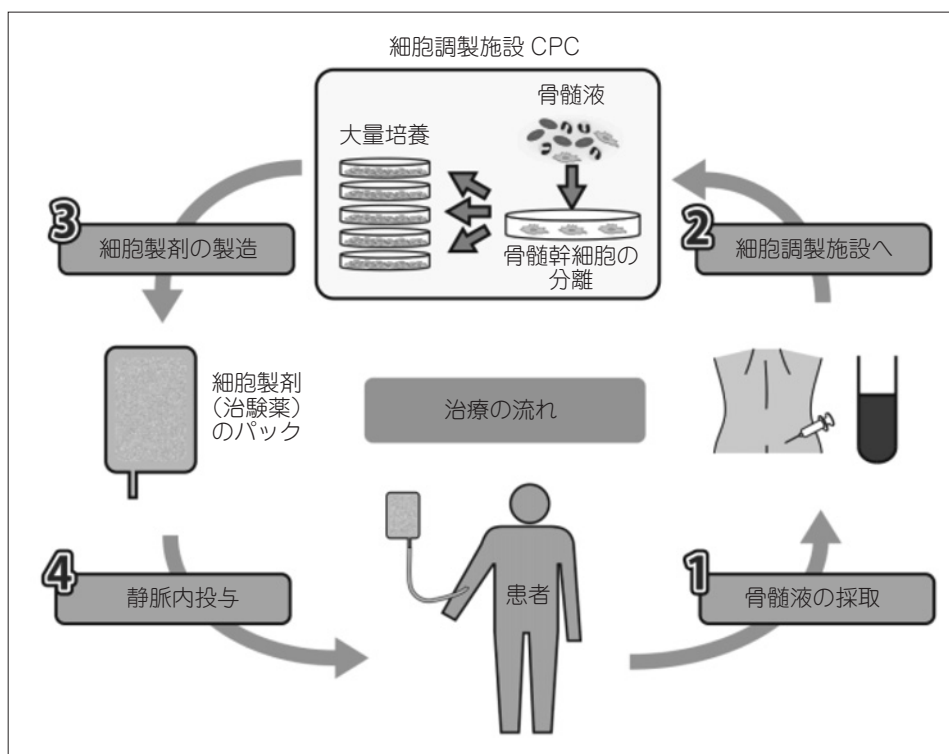 細胞調製施設 CPC
骨髄液
大量培養
骨髄幹細胞の
分離
3
細胞製剤の製造
2
細胞調製施設へ
細胞製剤
（治験薬）
のパック
治療の流れ
4
静脈内投与
患者
1
骨髄液の採取